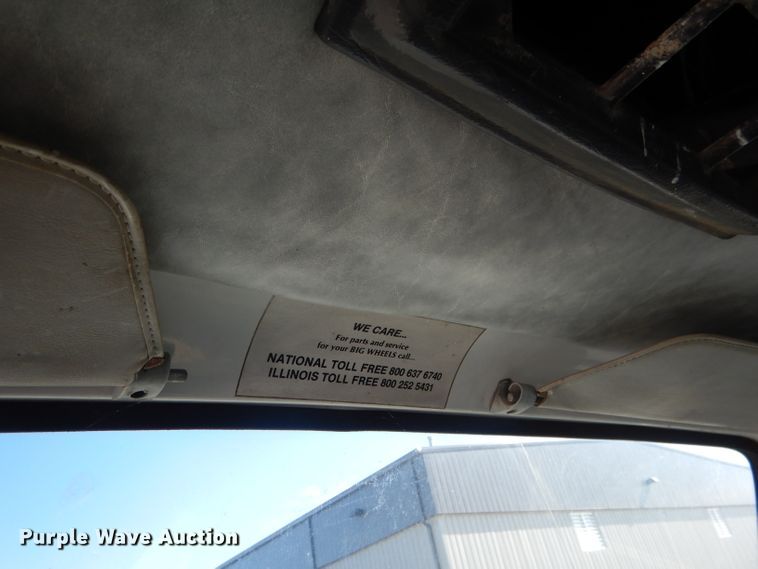 WE CARE...
For parts and service
for your BIG WHEELS call...
NATIONAL TOLL FREE 800 637 6740
ILLINOIS TOLL FREE 800 252 5431
Purple Wave Auction